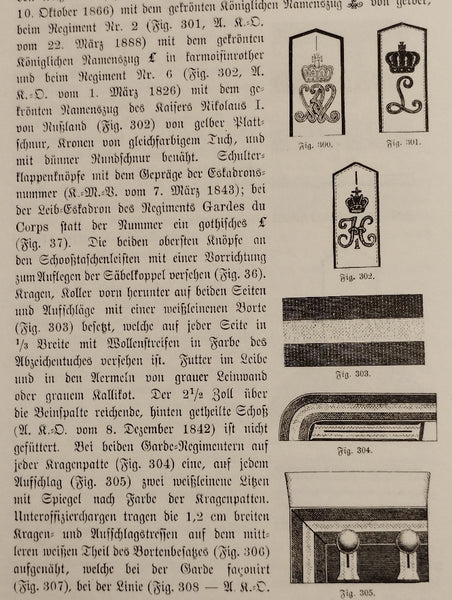 10. Oktober 1866) mit dem gekrönten Königlichen Namenszug von gelber,
beim Regiment Nr. 2 (Fig. 301, A. K.=O.
vom 22. März 1888) mit dem gekrönten
Königlichen Namenszug L in karmoisinrother
und beim Regiment Nr. 6 (Fig. 302, A.
K.=O. vom 1. März 1826) mit dem ge-
krönten Namenszug des Kaisers Nikolaus I.
von Rußland (Fig. 302) von gelber Platt-
schnur, Kronen von gleichfarbigem Tuch, und
mit dünner Rundschnur benäht. Schulter-
klappenknöpfe mit dem Gepräge der Eskadrons-
nummer (K.=M.=V. vom 7. März 1843); bei
der Leib=Eskadron des Regiments Gardes du
Corps statt der Nummer ein gothisches L
(Fig. 37). Die beiden obersten Knöpfe an
den Schooßtaschenleisten mit einer Vorrichtung
zum Auflegen der Säbelkoppel versehen (Fig. 36).
Kragen, Koller vorn herunter auf beiden Seiten
und Aufschläge mit einer weißleinenen Borte
(Fig. 303) besetzt, welche auf jeder Seite in
1/3 Breite mit Wollenstreifen in Farbe des
Abzeichentuches versehen ist. Futter im Leibe
und in den Aermeln von grauer Leinwand
oder grauem Kallikot. Der 2 1/2 Zoll über
die Beinspalte reichende, hinten getheilte Schoß
(A. K.=O. vom 8. Dezember 1842) ist nicht
gefüttert. Bei beiden Garde=Regimentern auf
jeder Kragenpatte (Fig. 304) eine, auf jedem
Aufschlag (Fig. 305) zwei weißleinene Litzen
mit Spiegel nach Farbe der Kragenpatten.
Unteroffizierchargen tragen die 1,2 cm breiten
Kragen= und Aufschlagtressen auf dem mitt-
leren weißen Theil des Bortenbesatzes (Fig. 306)
aufgenäht, welche bei der Garde façonirt
(Fig. 307), bei der Linie (Fig. 308 — A. K.=O.
Fig. 300.
Fig. 301.
Fig. 302.
Fig. 303.
Fig. 304.
Fig. 305.